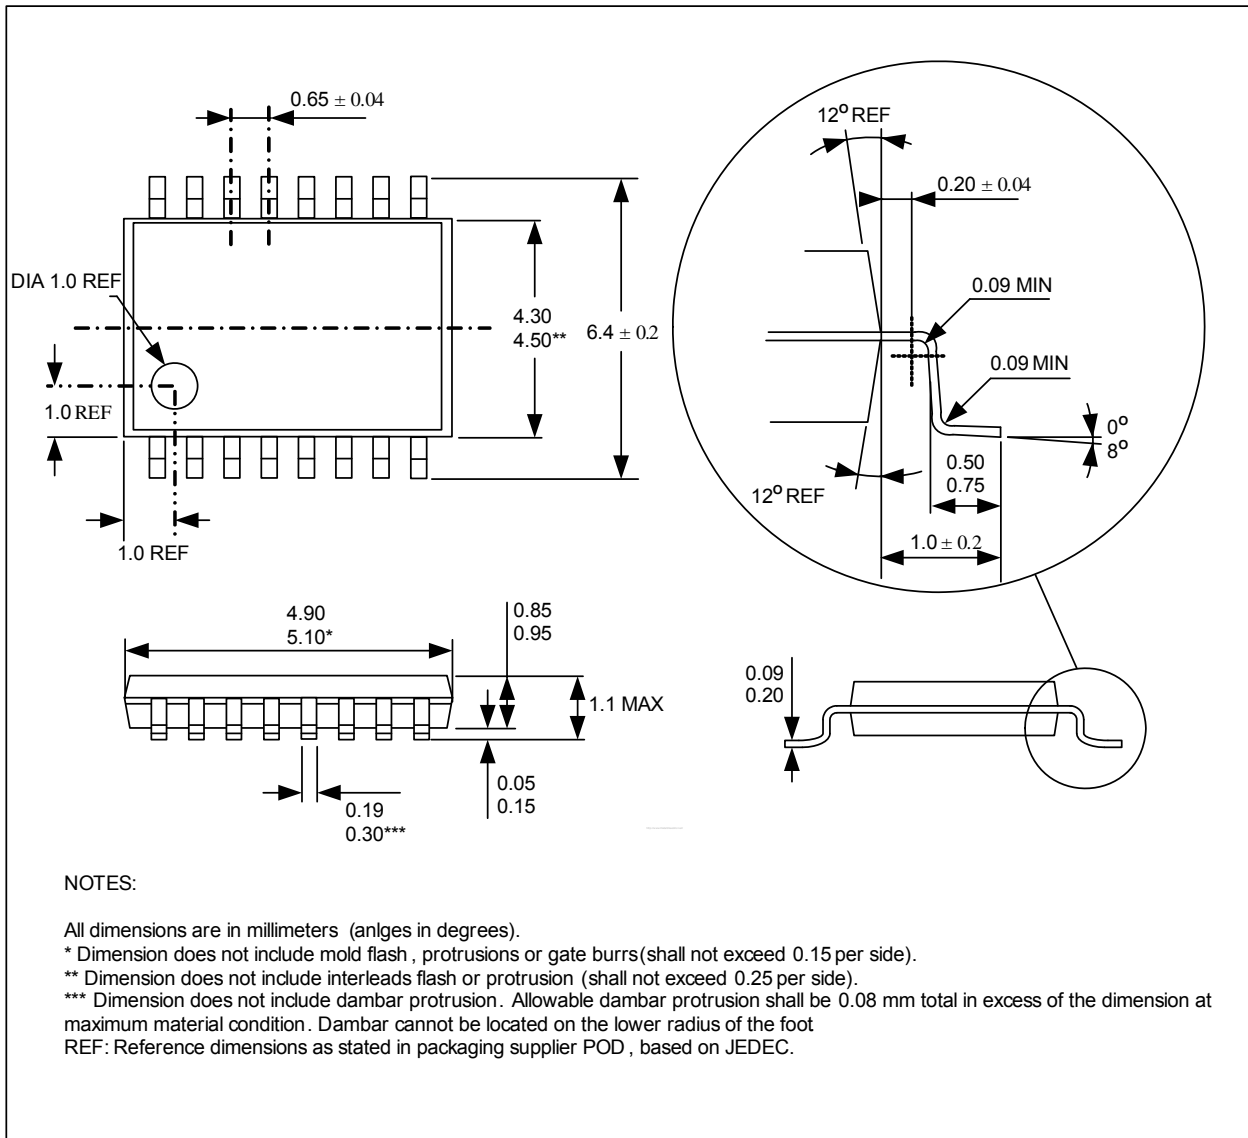 0.65 ± 0.04
DIA 1.0 REF
4.30
4.50**
6.4 ± 0.2
1.0 REF
1.0 REF
12° REF
0.20 ± 0.04
0.09 MIN
0.09 MIN
0°
8°
0.50
0.75
12° REF
1.0 ± 0.2
4.90
5.10*
0.85
0.95
1.1 MAX
0.05
0.15
0.19
0.30***
0.09
0.20
NOTES:
All dimensions are in millimeters (anlges in degrees).
* Dimension does not include mold flash , protrusions or gate burrs(shall not exceed 0.15 per side).
** Dimension does not include interleads flash or protrusion (shall not exceed 0.25 per side).
*** Dimension does not include dambar protrusion. Allowable dambar protrusion shall be 0.08 mm total in excess of the dimension at
maximum material condition. Dambar cannot be located on the lower radius of the foot
REF: Reference dimensions as stated in packaging supplier POD , based on JEDEC.